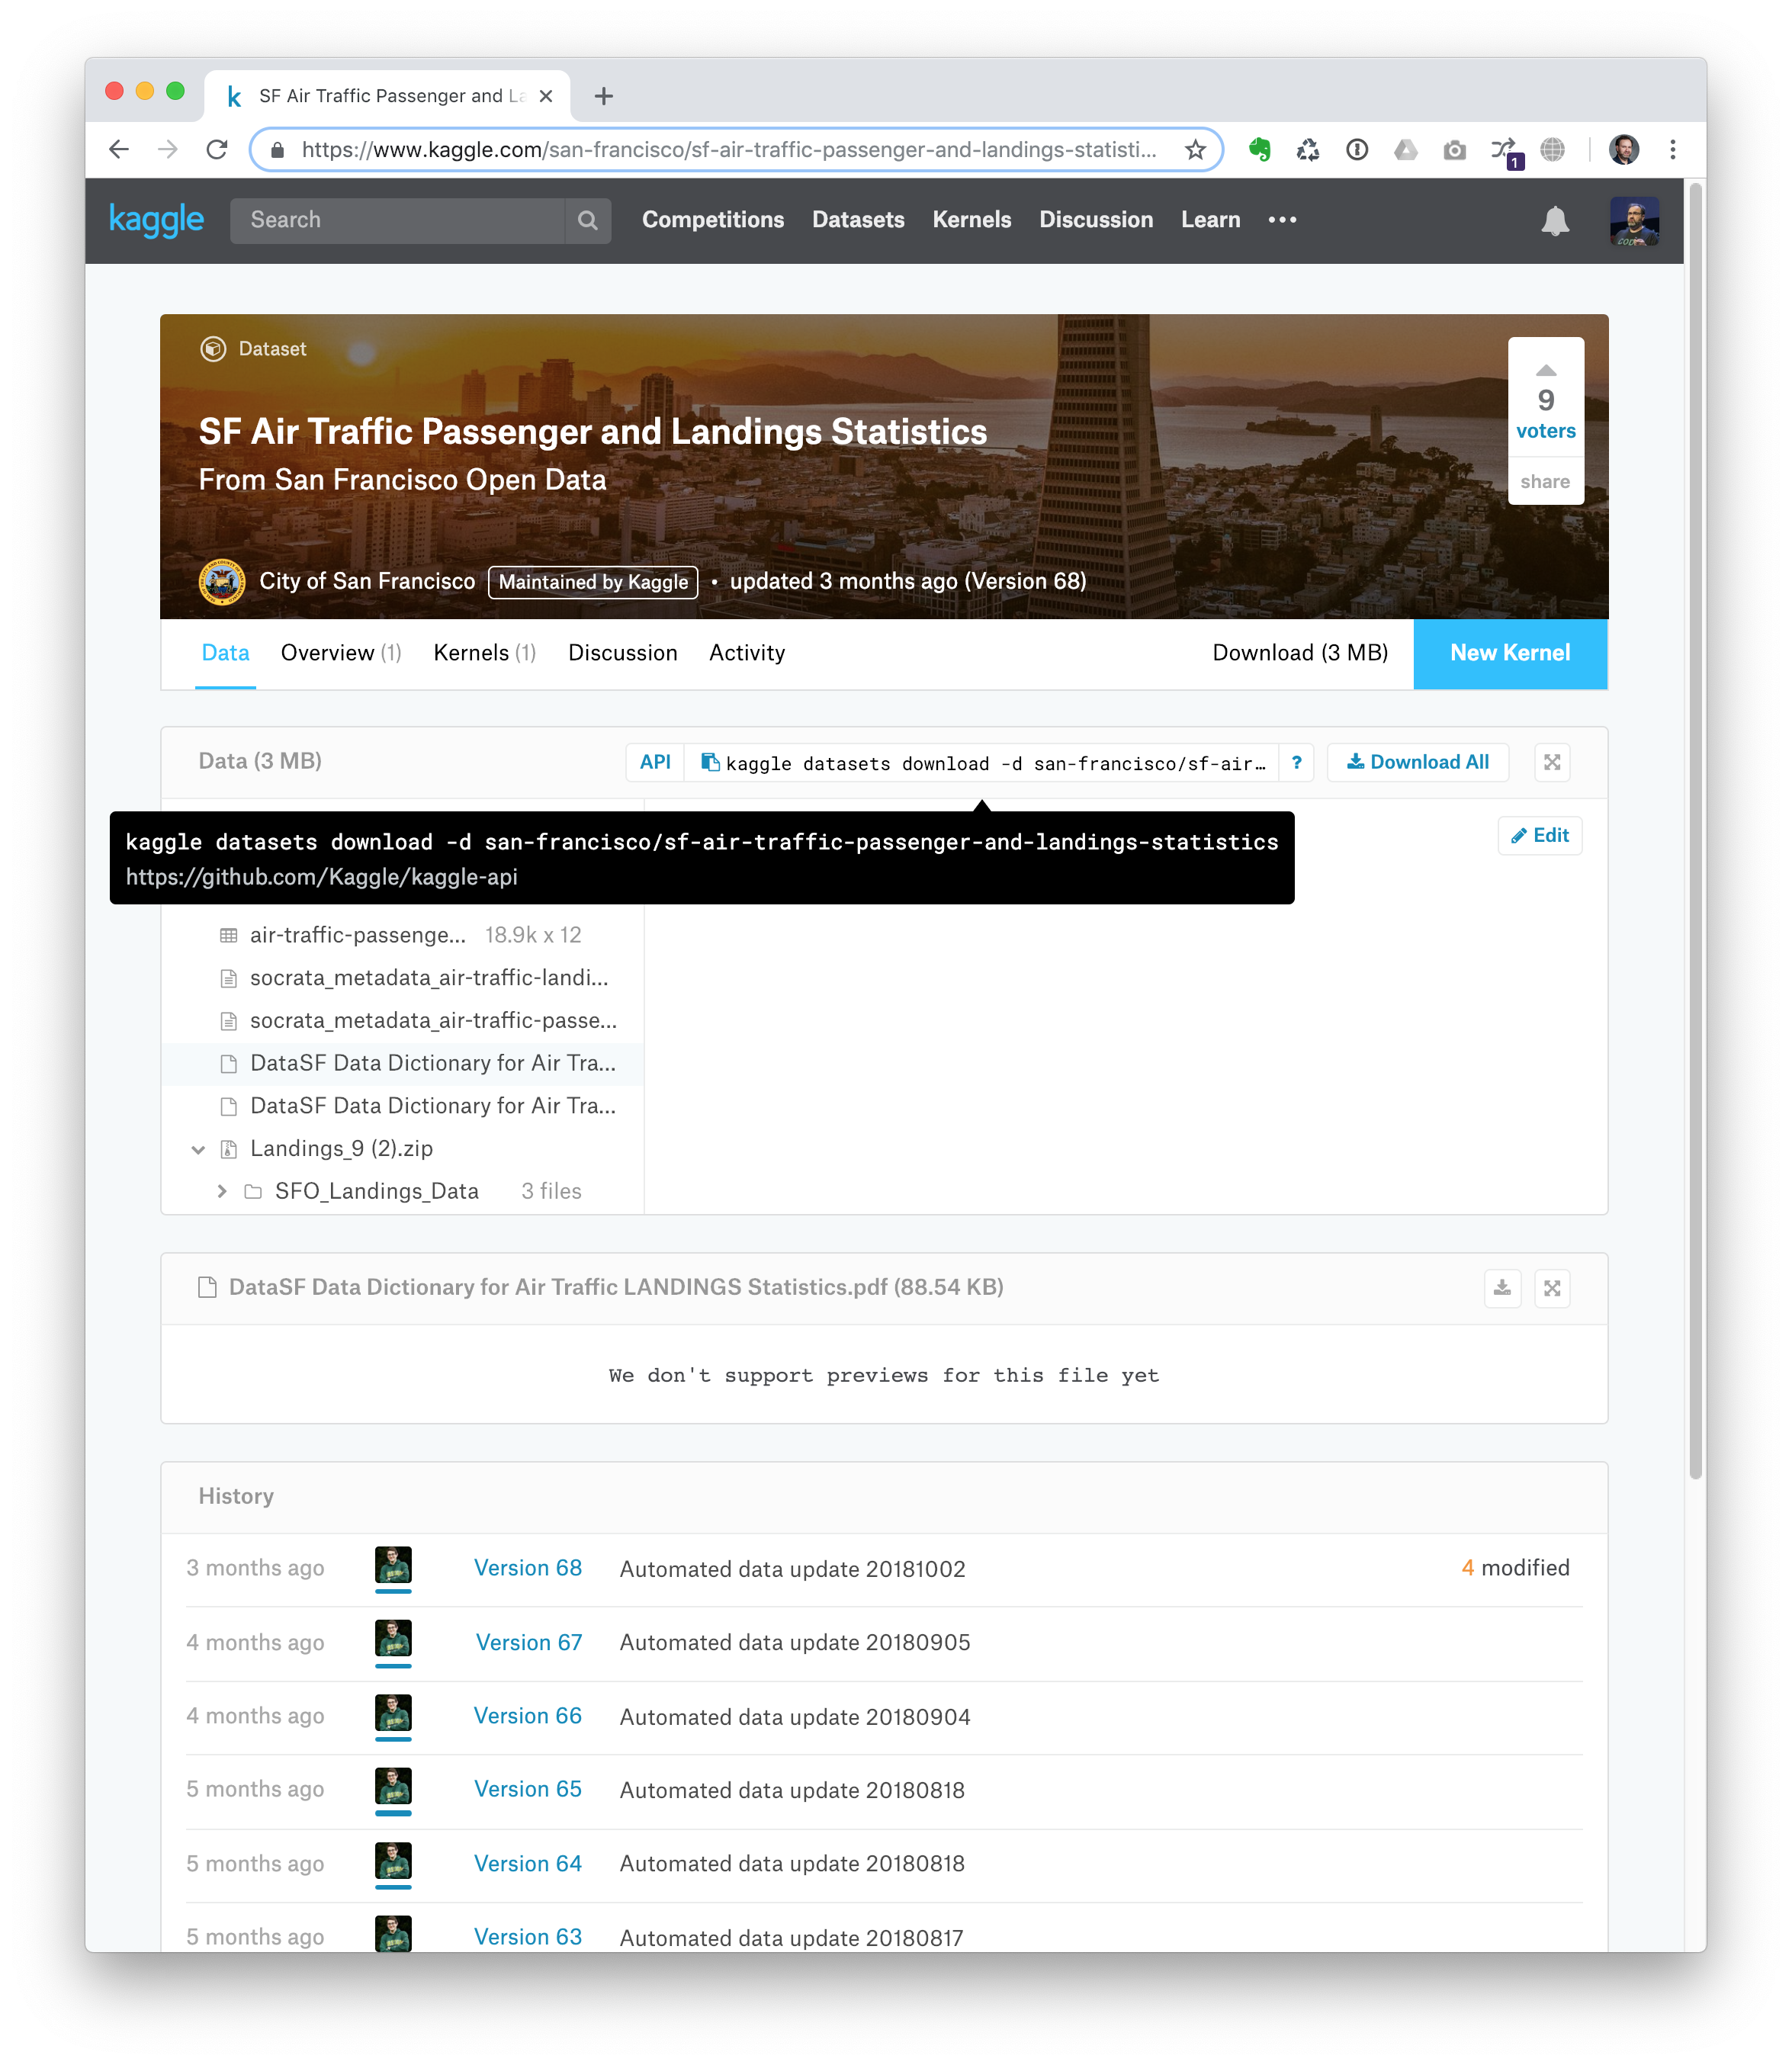 SF Air Traffic Passenger and La
https://www.kaggle.com/san-francisco/sf-air-traffic-passenger-and-landings-statisti...
1
kaggle
Search
Competitions Datasets Kernels Discussion Learn
Dataset
SF Air Traffic Passenger and Landings Statistics
From San Francisco Open Data
9
voters
share
City of San Francisco Maintained by Kaggle • updated 3 months ago (Version 68)
Data Overview (1) Kernels (1) Discussion Activity Download (3 MB) New Kernel
Data (3 MB) API kaggle datasets download -d san-francisco/sf-air... ? Download All
kaggle datasets download -d san-francisco/sf-air-traffic-passenger-and-landings-statistics
https://github.com/Kaggle/kaggle-api
Edit
air-traffic-passenge... 18.9k x 12
socrata_metadata_air-traffic-landi...
socrata_metadata_air-traffic-passe...
DataSF Data Dictionary for Air Tra...
DataSF Data Dictionary for Air Tra...
Landings_9 (2).zip
SFO_Landings_Data 3 files
DataSF Data Dictionary for Air Traffic LANDINGS Statistics.pdf (88.54 KB)
We don't support previews for this file yet
History
3 months ago Version 68 Automated data update 20181002 4 modified
4 months ago Version 67 Automated data update 20180905
4 months ago Version 66 Automated data update 20180904
5 months ago Version 65 Automated data update 20180818
5 months ago Version 64 Automated data update 20180818
5 months ago Version 63 Automated data update 20180817